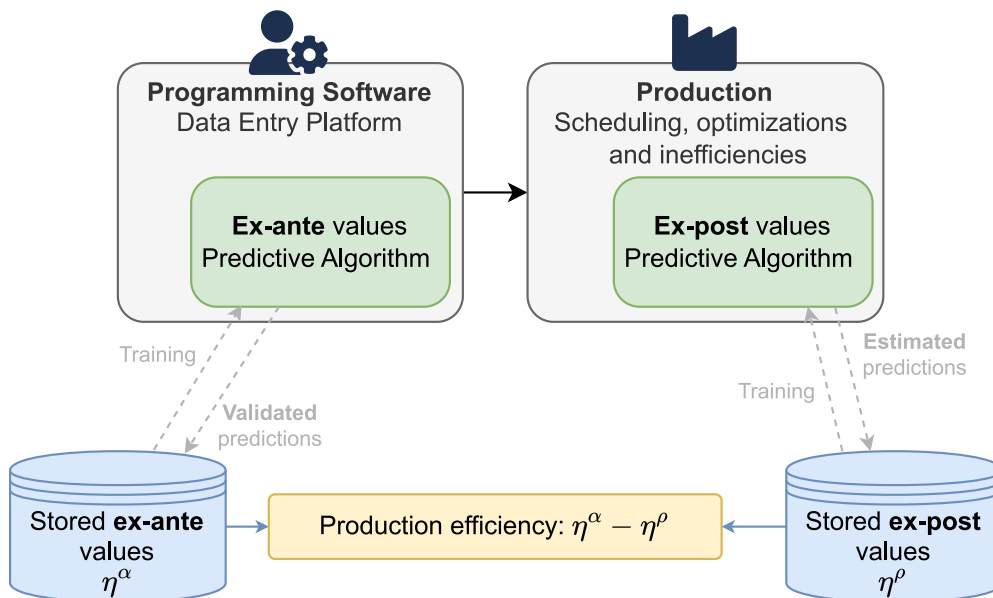 Programming Software
Data Entry Platform
Ex-ante values
Predictive Algorithm
Production
Scheduling, optimizations
and inefficiencies
Ex-post values
Predictive Algorithm
Training
Validated
predictions
Training
Estimated
predictions
Stored ex-ante
values
η^α
Production efficiency: η^α − η^ρ
Stored ex-post
values
η^ρ